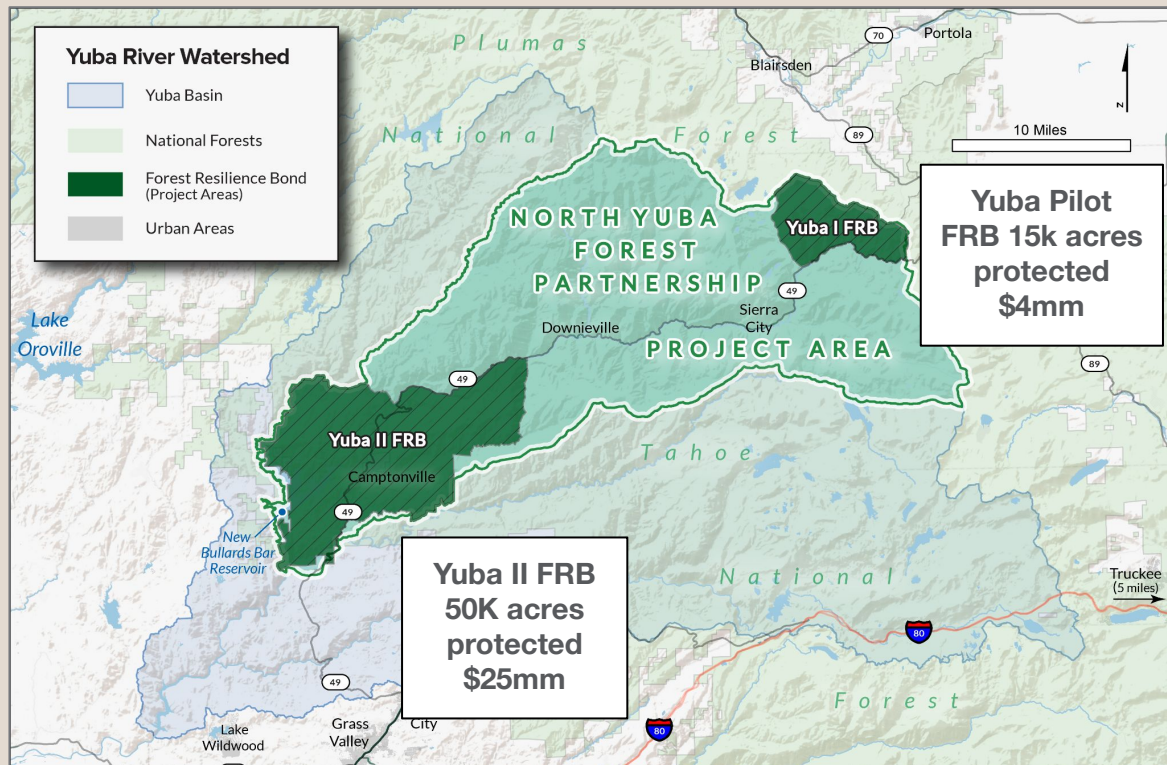 Yuba River Watershed
Yuba Basin
National Forests
Forest Resilience Bond
(Project Areas)
Urban Areas
Plumas
National Forest
70
Portola
Blairsden
89
N
10 Miles
Yuba Pilot
FRB 15k acres
protected
$4mm
NORTH YUBA
FOREST
PARTNERSHIP
PROJECT AREA
Yuba I FRB
49
Sierra
City
Downieville
Lake
Oroville
89
49
Yuba II FRB
Camptonville
49
New
Bullards Bar
Reservoir
Tahoe
National
Forest
Yuba II FRB
50K acres
protected
$25mm
Truckee
(5 miles)
80
80
49
Lake
Wildwood
Grass
Valley
City